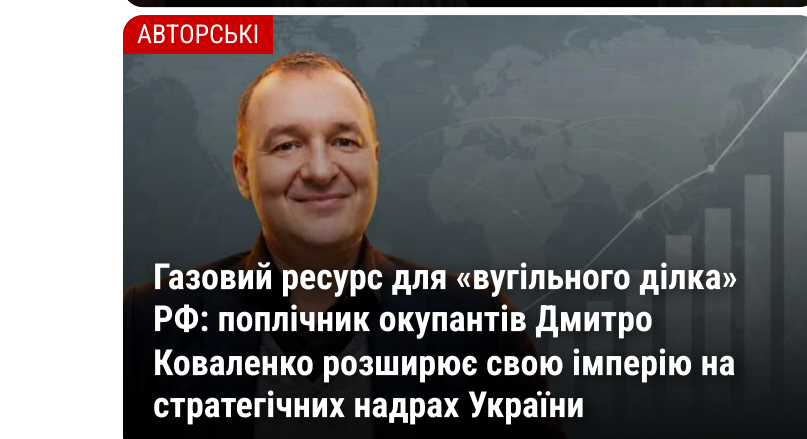 АВТОРСЬКІ
Газовий ресурс для «вугільного ділка»
РФ: поплічник окупантів Дмитро
Коваленко розширює свою імперію на
стратегічних надрах України